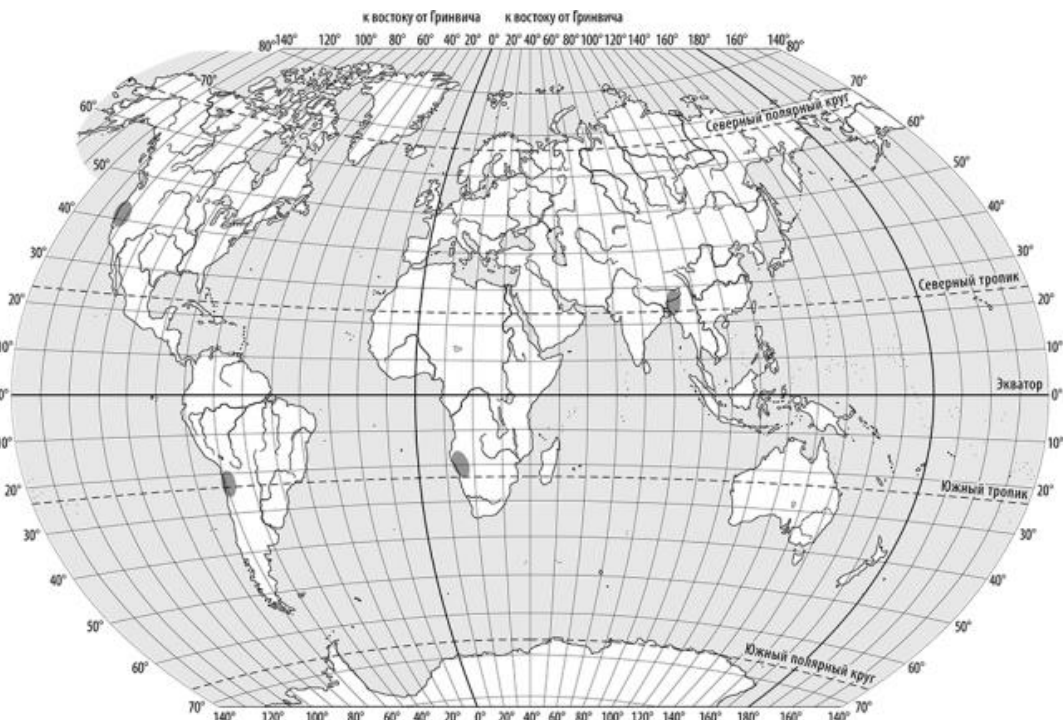 к востоку от Гринвича к востоку от Гринвича
80° 140° 120° 100° 80° 60° 40° 20° 0° 20° 40° 60° 80° 100° 120° 140° 160° 180° 160° 140° 80°
70° 70°
60° Северный полярный круг 60°
50° 50°
40° 40°
30° 30°
20° Северный тропик 20°
10° 10°
0° Экватор 0°
10° 10°
20° Южный тропик 20°
30° 30°
40° 40°
50° 50°
60° Южный полярный круг 60°
70° 140° 120° 100° 80° 60° 40° 20° 0° 20° 40° 60° 80° 100° 120° 140° 160° 180° 160° 140° 70°